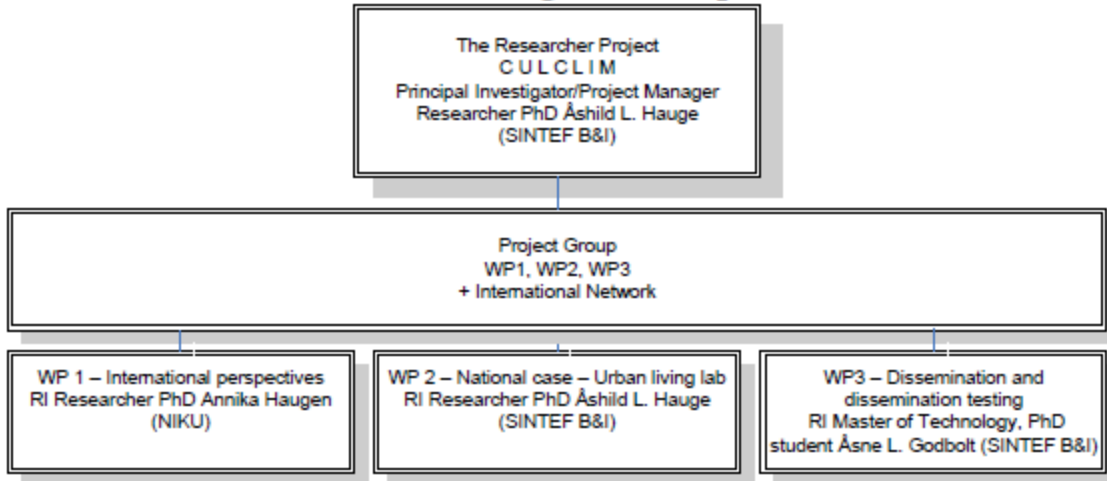 The Researcher Project
C U L C L I M
Principal Investigator/Project Manager
Researcher PhD Åshild L. Hauge
(SINTEF B&I)
Project Group
WP1, WP2, WP3
+ International Network
WP 1 – International perspectives
RI Researcher PhD Annika Haugen
(NIKU)
WP 2 – National case – Urban living lab
RI Researcher PhD Åshild L. Hauge
(SINTEF B&I)
WP3 – Dissemination and
dissemination testing
RI Master of Technology, PhD
student Åsne L. Godbolt (SINTEF B&I)